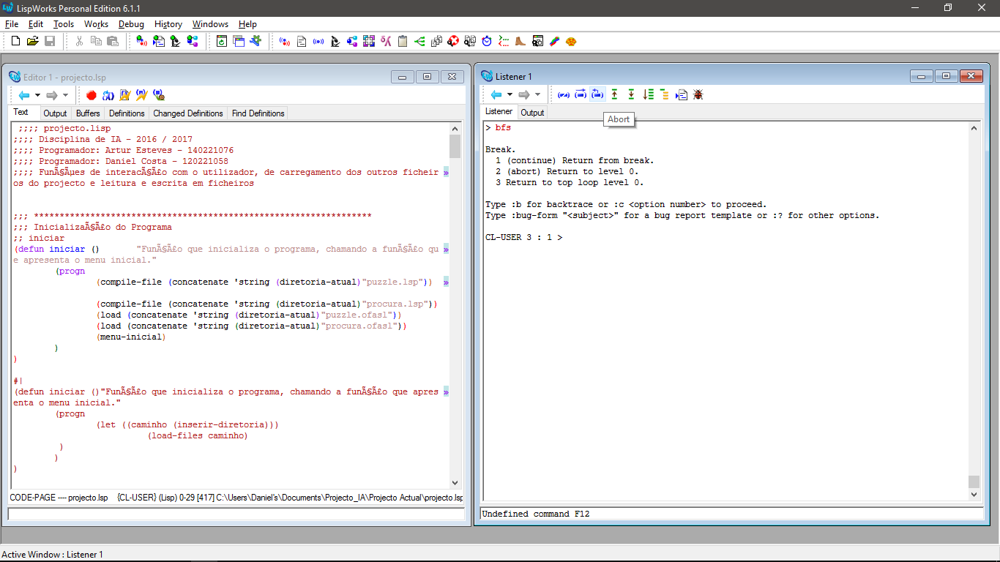 LispWorks Personal Edition 6.1.1
File Edit Tools Works Debug History Windows Help
Editor 1 - projecto.lsp
Text Output Buffers Definitions Changed Definitions Find Definitions
;;;; projecto.lisp
;;;; Disciplina de IA - 2016 / 2017
;;;; Programador: Artur Esteves - 140221076
;;;; Programador: Daniel Costa - 120221058
;;;; FunÃ§Ãµes de interacÃ§Ã£o com o utilizador, de carregamento dos outros ficheir
os do projecto e leitura e escrita em ficheiros
;;; ******************************************************************
;;; InicializaÃ§Ã£o do Programa
;; iniciar
(defun iniciar () "FunÃ§Ã£o que inicializa o programa, chamando a funÃ§Ã£o qu
e apresenta o menu inicial."
(progn
(compile-file (concatenate 'string (diretoria-atual)"puzzle.lsp"))
(compile-file (concatenate 'string (diretoria-atual)"procura.lsp"))
(load (concatenate 'string (diretoria-atual)"puzzle.ofasl"))
(load (concatenate 'string (diretoria-atual)"procura.ofasl"))
(menu-inicial)
)
)
#|
(defun iniciar ()"FunÃ§Ã£o que inicializa o programa, chamando a funÃ§Ã£o que apres
enta o menu inicial."
(progn
(let ((caminho (inserir-diretoria)))
(load-files caminho)
)
)
)
CODE-PAGE ---- projecto.lsp {CL-USER} (Lisp) 0-29 [417] C:\Users\Daniel's\Documents\Projecto_IA\Projecto Actual\projecto.lsp
Listener 1
Listener Output
Abort
> bfs
Break.
1 (continue) Return from break.
2 (abort) Return to level 0.
3 Return to top loop level 0.
Type :b for backtrace or :c <option number> to proceed.
Type :bug-form "<subject>" for a bug report template or :? for other options.
CL-USER 3 : 1 >
Undefined command F12
Active Window : Listener 1